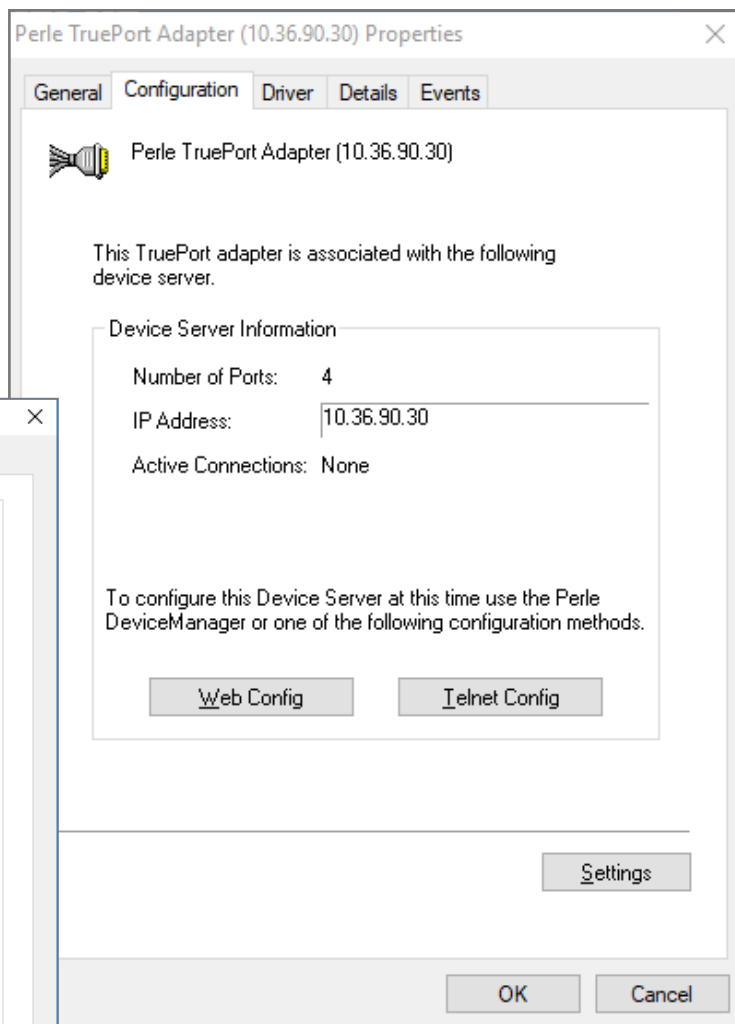 Perle TruePort Adapter (10.36.90.30) Properties
General Configuration Driver Details Events
Perle TruePort Adapter (10.36.90.30)
This TruePort adapter is associated with the following
device server.
Device Server Information
Number of Ports: 4
IP Address: 10.36.90.30
Active Connections: None
To configure this Device Server at this time use the Perle
DeviceManager or one of the following configuration methods.
Web Config Telnet Config
Settings
OK Cancel